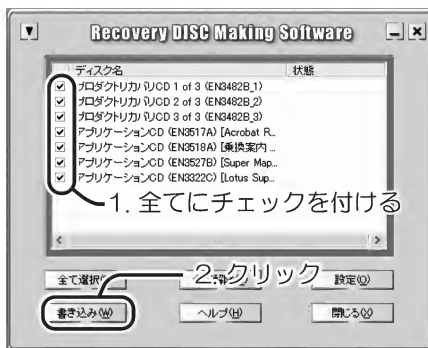 Recovery DISC Making Software
ディスク名 状態
プロダクトリカバリCD 1 of 3 (EN3482B_1)
プロダクトリカバリCD 2 of 3 (EN3482B_2)
プロダクトリカバリCD 3 of 3 (EN3482B_3)
アプリケーションCD (EN3517A) [Acrobat R...
アプリケーションCD (EN3518A) [乗換案内 ...
アプリケーションCD (EN3527B) [Super Map...
アプリケーションCD (EN3322C) [Lotus Sup...
1. 全てにチェックを付ける
全て選択 2.クリック 設定(O)
書き込み(W) ヘルプ(H) 閉じる(X)